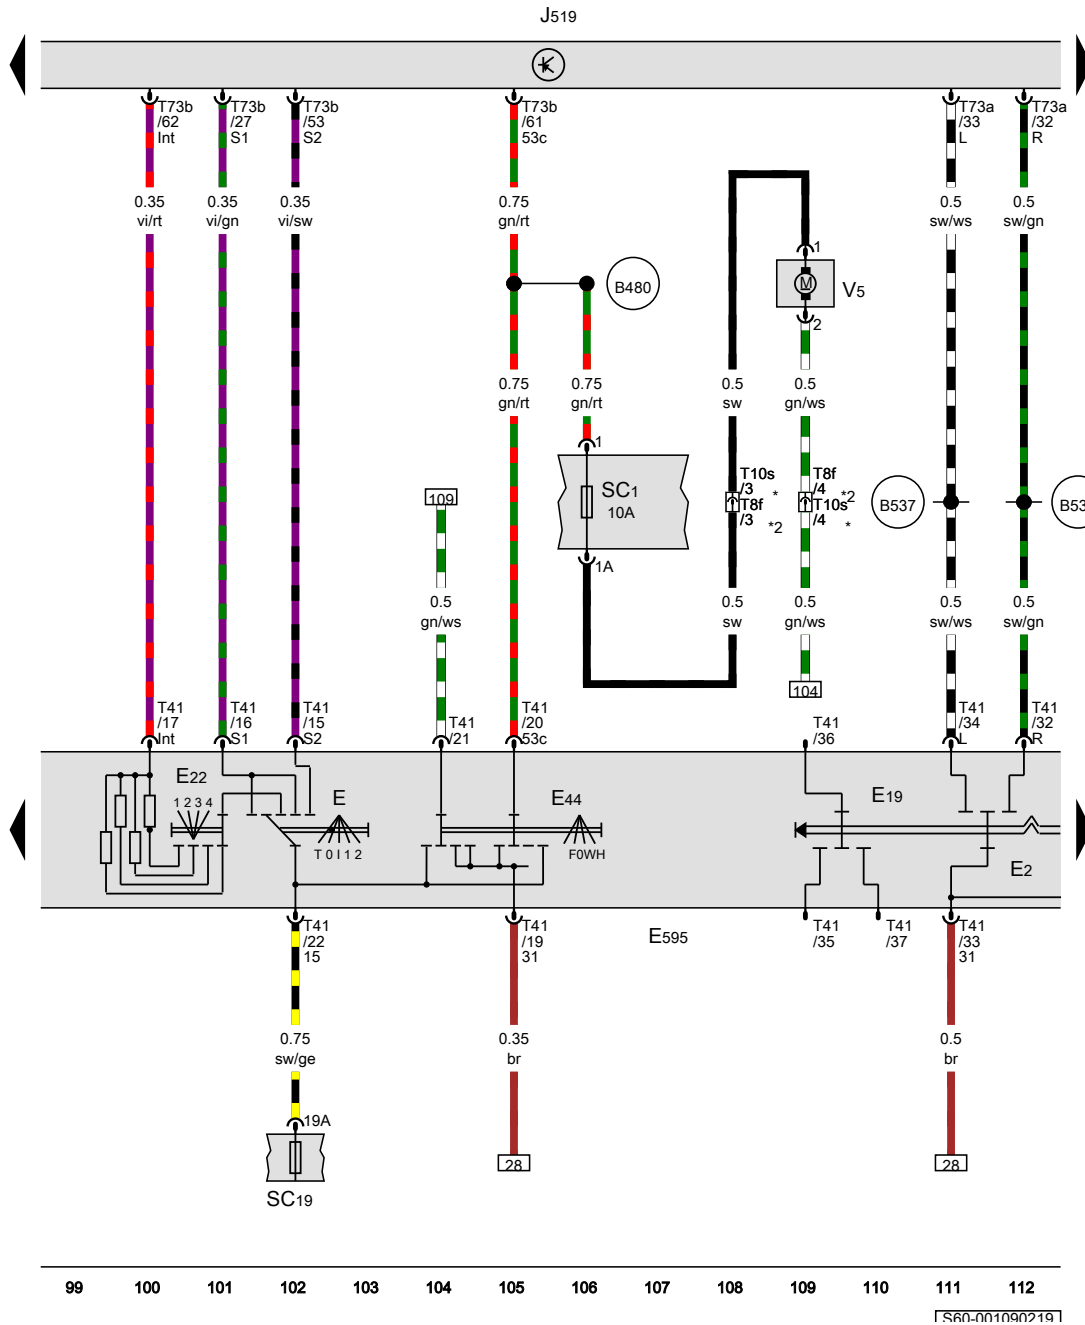 J519
T73b
/62
Int
T73b
/27
S1
T73b
/53
S2
T73b
/61
53c
T73a
/33
L
T73a
/32
R
0.35
vi/rt
0.35
vi/gn
0.35
vi/sw
0.75
gn/rt
0.5
sw/ws
0.5
sw/gn
1
M
V5
2
B480
0.75
gn/rt
0.75
gn/rt
0.5
sw
0.5
gn/ws
1
SC1
10A
1A
109
T10s
/3 *
T8f
/3 *2
T8f
/4 *2
T10s
/4 *
B537
B53
0.5
gn/ws
0.5
sw
0.5
gn/ws
0.5
sw/ws
0.5
sw/gn
104
T41
/17
Int
T41
/16
S1
T41
/15
S2
T41
/21
T41
/20
53c
T41
/36
T41
/34
L
T41
/32
R
E22
1 2 3 4
E
T 0 I 1 2
E44
F0WH
E19
E2
T41
/22
15
T41
/19
31
E595
T41
/35
T41
/37
T41
/33
31
0.75
sw/ge
0.35
br
0.5
br
19A
SC19
28
28
99 100 101 102 103 104 105 106 107 108 109 110 111 112
S60-001090219